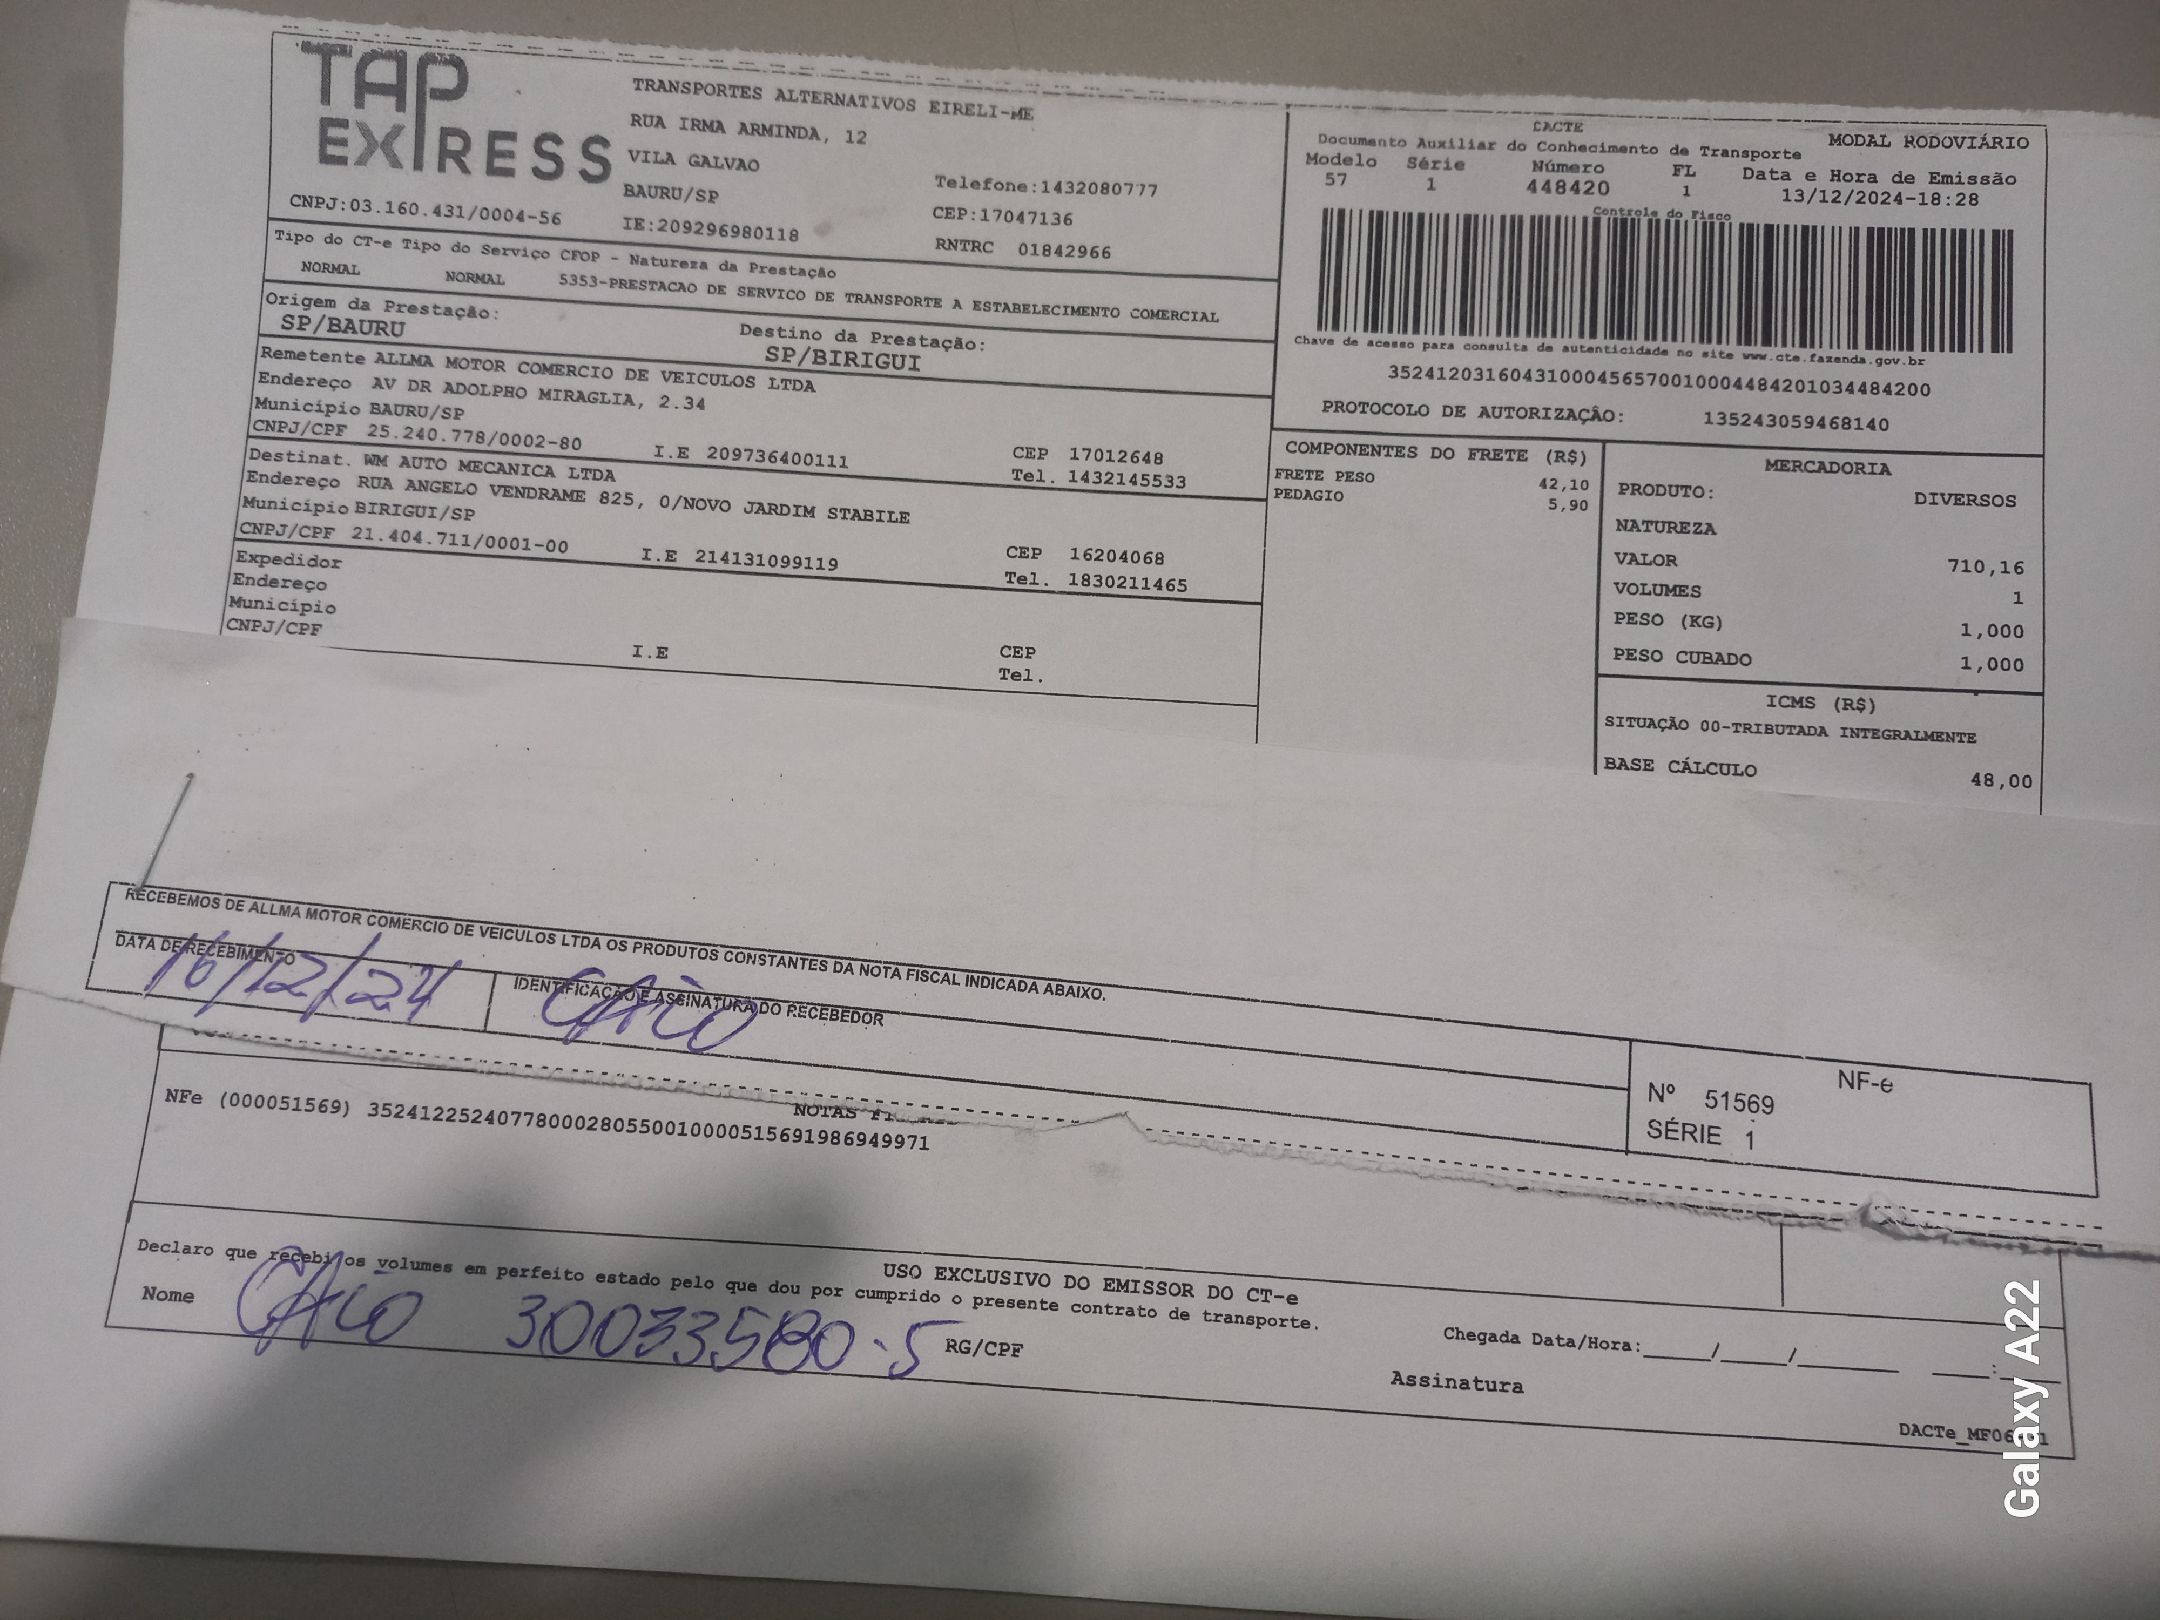 TAP EXPRESS
TRANSPORTES ALTERNATIVOS EIRELI-ME
RUA IRMA ARMINDA, 12
VILA GALVAO
BAURU/SP
Telefone:1432080777
CNPJ:03.160.431/0004-56
IE:209296980118
CEP:17047136
RNTRC 01842966
Tipo do CT-e Tipo do Serviço CFOP - Natureza da Prestação
NORMAL NORMAL 5353-PRESTACAO DE SERVICO DE TRANSPORTE A ESTABELECIMENTO COMERCIAL
Origem da Prestação: Destino da Prestação:
SP/BAURU SP/BIRIGUI
Remetente ALLMA MOTOR COMERCIO DE VEICULOS LTDA
Endereço AV DR ADOLPHO MIRAGLIA, 2.34
Município BAURU/SP CEP 17012648
CNPJ/CPF 25.240.778/0002-80 I.E 209736400111 Tel. 1432145533
Destinat. WM AUTO MECANICA LTDA
Endereço RUA ANGELO VENDRAME 825, 0/NOVO JARDIM STABILE
Município BIRIGUI/SP CEP 16204068
CNPJ/CPF 21.404.711/0001-00 I.E 214131099119 Tel. 1830211465
Expedidor
Endereço
Município CEP
CNPJ/CPF I.E Tel.
DACTE MODAL RODOVIÁRIO
Documento Auxiliar do Conhecimento de Transporte
Modelo Série Número FL Data e Hora de Emissão
57 1 448420 1 13/12/2024-18:28
Controle do Fisco
Chave de acesso para consulta de autenticidade no site www.cte.fazenda.gov.br
35241203160431000456570010004484201034484200
PROTOCOLO DE AUTORIZAÇÂO: 135243059468140
COMPONENTES DO FRETE (R$)
FRETE PESO 42,10
PEDAGIO 5,90
MERCADORIA
PRODUTO: DIVERSOS
NATUREZA
VALOR 710,16
VOLUMES 1
PESO (KG) 1,000
PESO CUBADO 1,000
ICMS (R$)
SITUAÇÃO 00-TRIBUTADA INTEGRALMENTE
BASE CÁLCULO 48,00
RECEBEMOS DE ALLMA MOTOR COMERCIO DE VEICULOS LTDA OS PRODUTOS CONSTANTES DA NOTA FISCAL INDICADA ABAIXO.
DATA DE RECEBIMENTO IDENTIFICAÇÃO E ASSINATURA DO RECEBEDOR
16/12/24 CAio
NF-e
Nº 51569
SÉRIE 1
NOTAS
NFe (000051569) 35241225240778000280550010000515691986949971
USO EXCLUSIVO DO EMISSOR DO CT-e
Declaro que recebi os volumes em perfeito estado pelo que dou por cumprido o presente contrato de transporte.
Nome CAio 30033580-5 RG/CPF
Chegada Data/Hora:_____/_____/________ ____:____
Assinatura
Galaxy A22